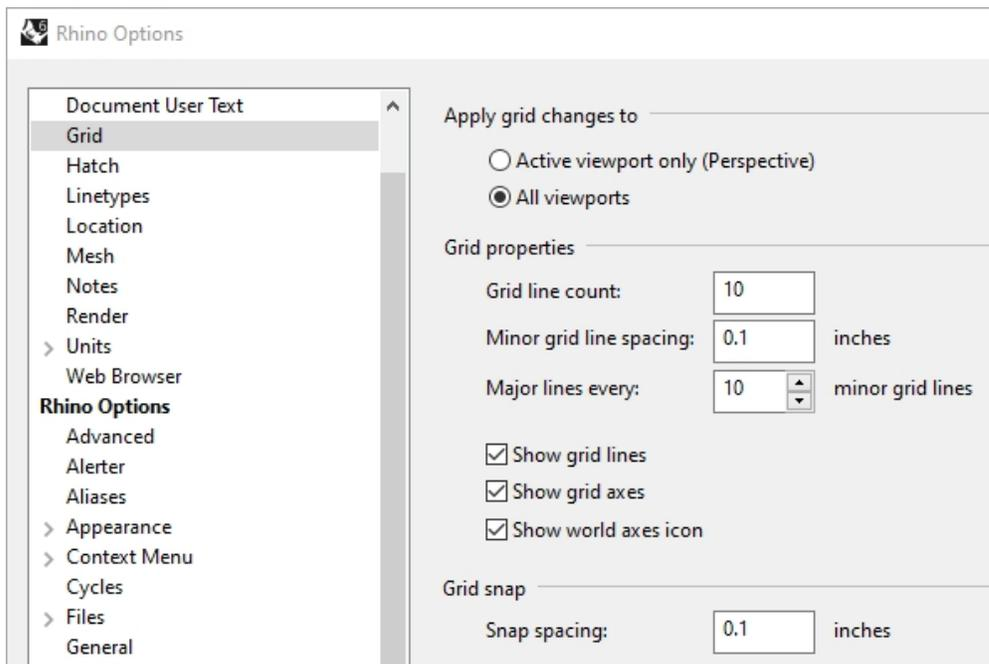 Rhino Options
Document User Text
Grid
Hatch
Linetypes
Location
Mesh
Notes
Render
Units
Web Browser
Rhino Options
Advanced
Alerter
Aliases
Appearance
Context Menu
Cycles
Files
General
Apply grid changes to
Active viewport only (Perspective)
All viewports
Grid properties
Grid line count: 10
Minor grid line spacing: 0.1 inches
Major lines every: 10 minor grid lines
Show grid lines
Show grid axes
Show world axes icon
Grid snap
Snap spacing: 0.1 inches